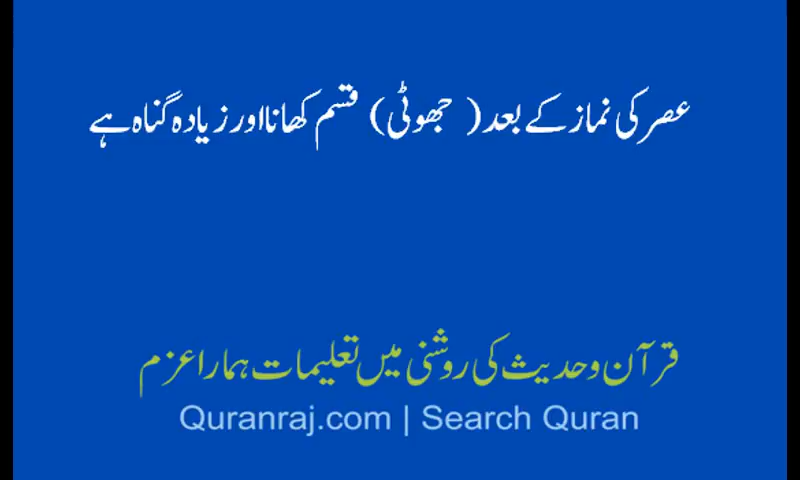 عصر کی نماز کے بعد ( جھوٹی ) قسم کھانا اور زیادہ گناہ ہے
قرآن و حدیث کی روشنی میں تعلیمات ہمارا عزم
Quranraj.com | Search Quran